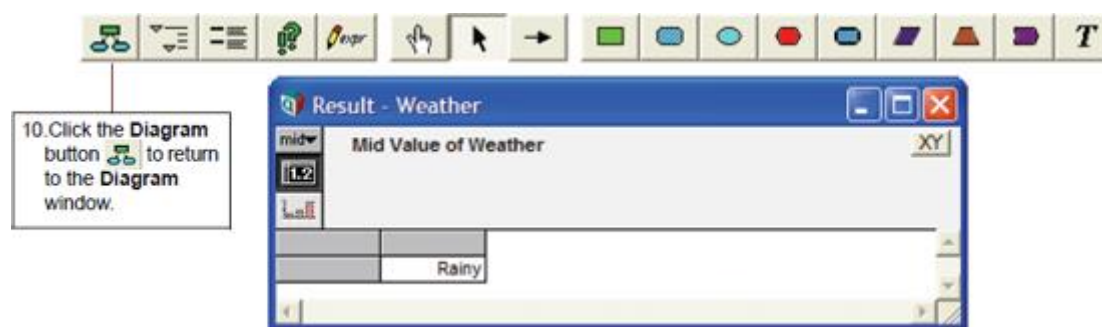 expr
T
10.Click the Diagram
button to return
to the Diagram
window.
Result - Weather
mid
Mid Value of Weather
XY
1.2
Rainy